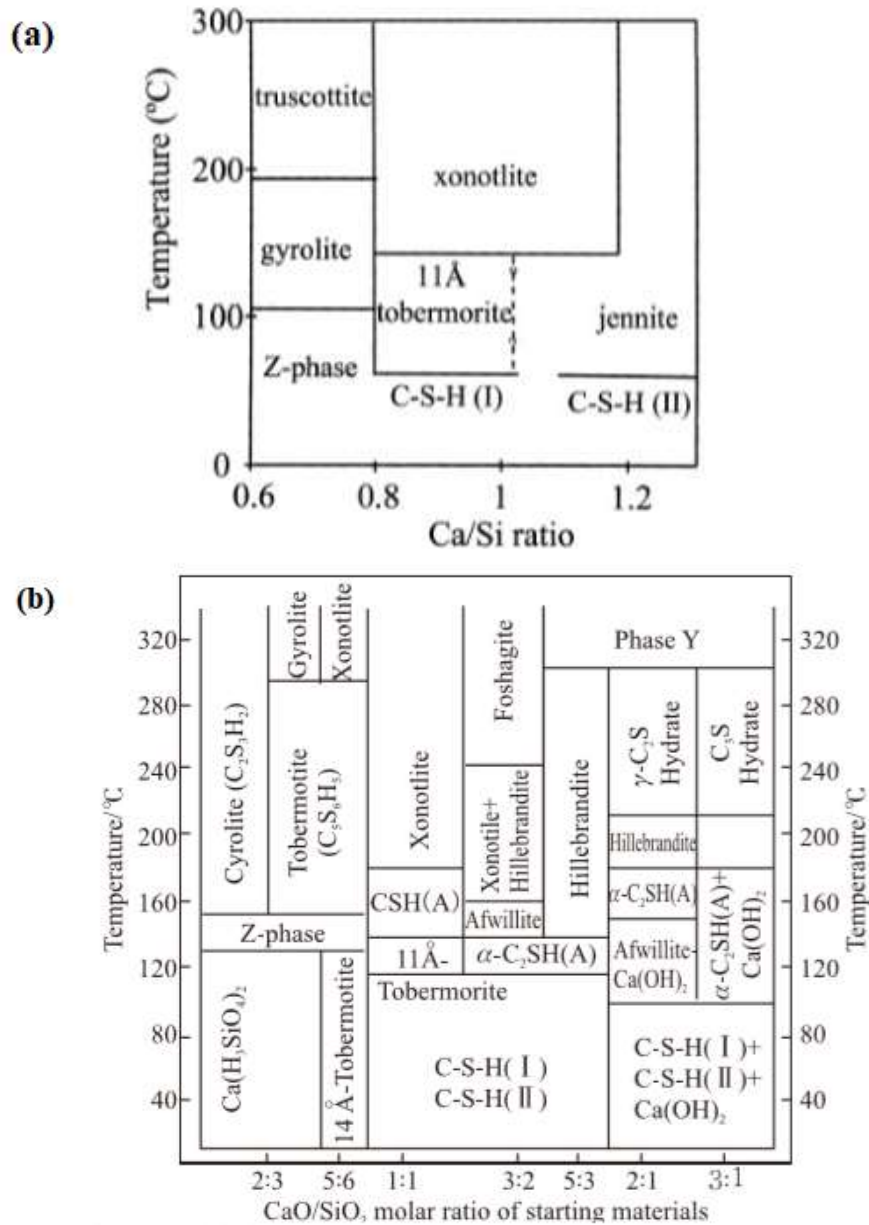 (a)
300
200
100
0
Temperature (ºC)
truscottite
gyrolite
Z-phase
xonotlite
11Å
tobermorite
jennite
C-S-H (I)
C-S-H (II)
0.6 0.8 1 1.2
Ca/Si ratio
(b)
320
280
240
200
160
120
80
40
Temperature/℃
Cyrolite (C₂S₃H₂)
Gyrolite
Xonotlite
Tobermotite
(C₅S₆H₅)
Z-phase
Ca(H₃SiO₄)₂
14 Å-Tobermotite
Xonotlite
CSH(A)
11Å-
Tobermorite
Foshagite
Xonotile+
Hillebrandite
Afwillite
α-C₂SH(A)
C-S-H(Ⅰ)
C-S-H(Ⅱ)
Phase Y
Hillebrandite
γ-C₂S
Hydrate
C₃S
Hydrate
Hillebrandite
α-C₂SH(A)
Afwillite-
Ca(OH)₂
α-C₂SH(A)+
Ca(OH)₂
C-S-H(Ⅰ)+
C-S-H(Ⅱ)+
Ca(OH)₂
320
280
240
200
160
120
80
40
Temperature/℃
2:3 5:6 1:1 3:2 5:3 2:1 3:1
CaO/SiO, molar ratio of starting materials